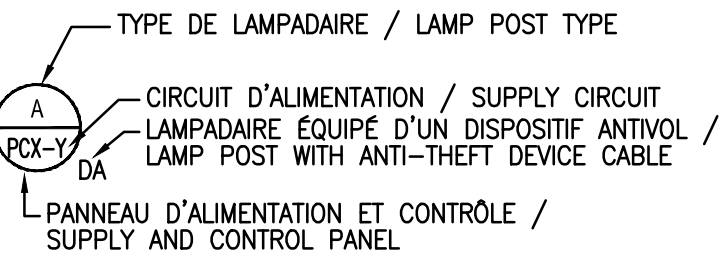 TYPE DE LAMPADAIRE / LAMP POST TYPE
A
CIRCUIT D'ALIMENTATION / SUPPLY CIRCUIT
PCX-Y
LAMPADAIRE ÉQUIPÉ D'UN DISPOSITIF ANTIVOL /
LAMP POST WITH ANTI-THEFT DEVICE CABLE
DA
PANNEAU D'ALIMENTATION ET CONTRÔLE /
SUPPLY AND CONTROL PANEL